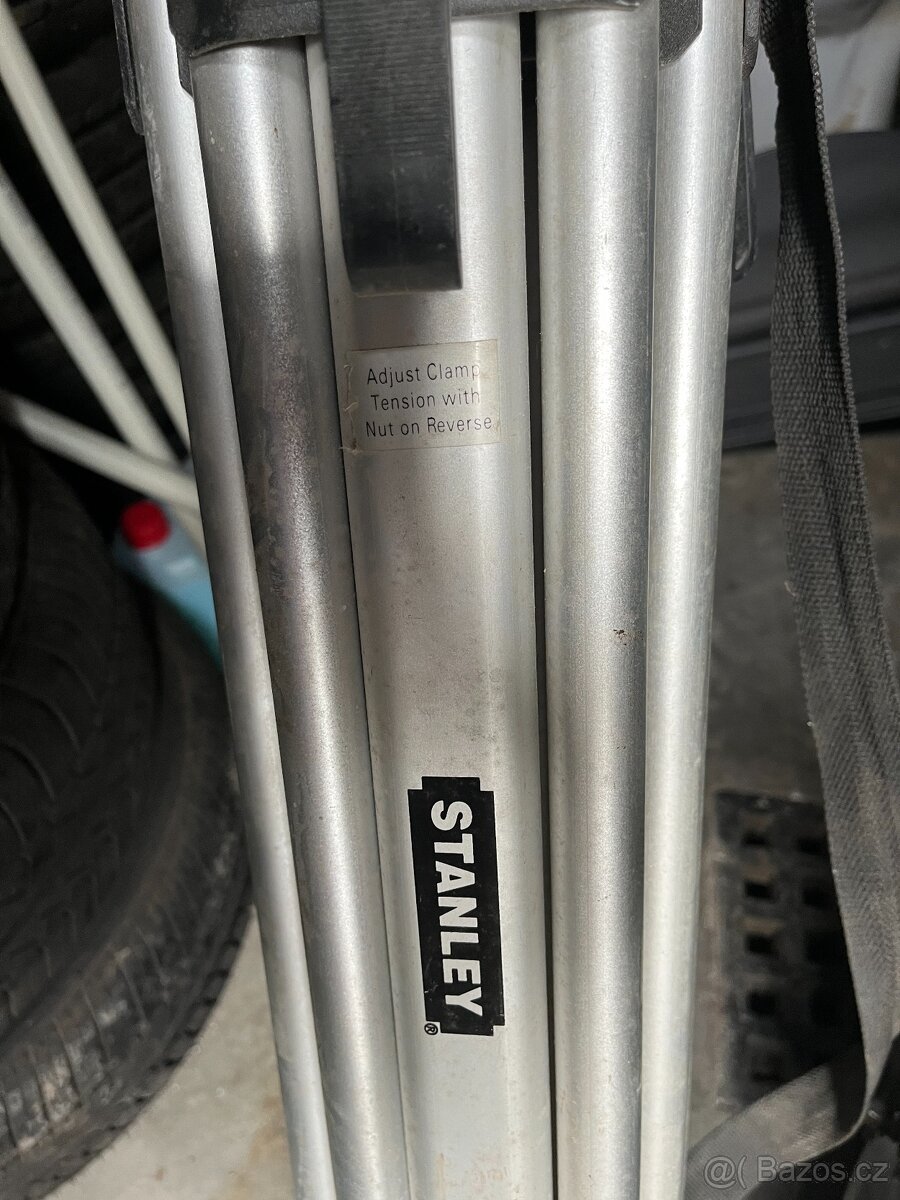 Adjust Clamp
Tension with
Nut on Reverse
STANLEY®
@( Bazos.cz